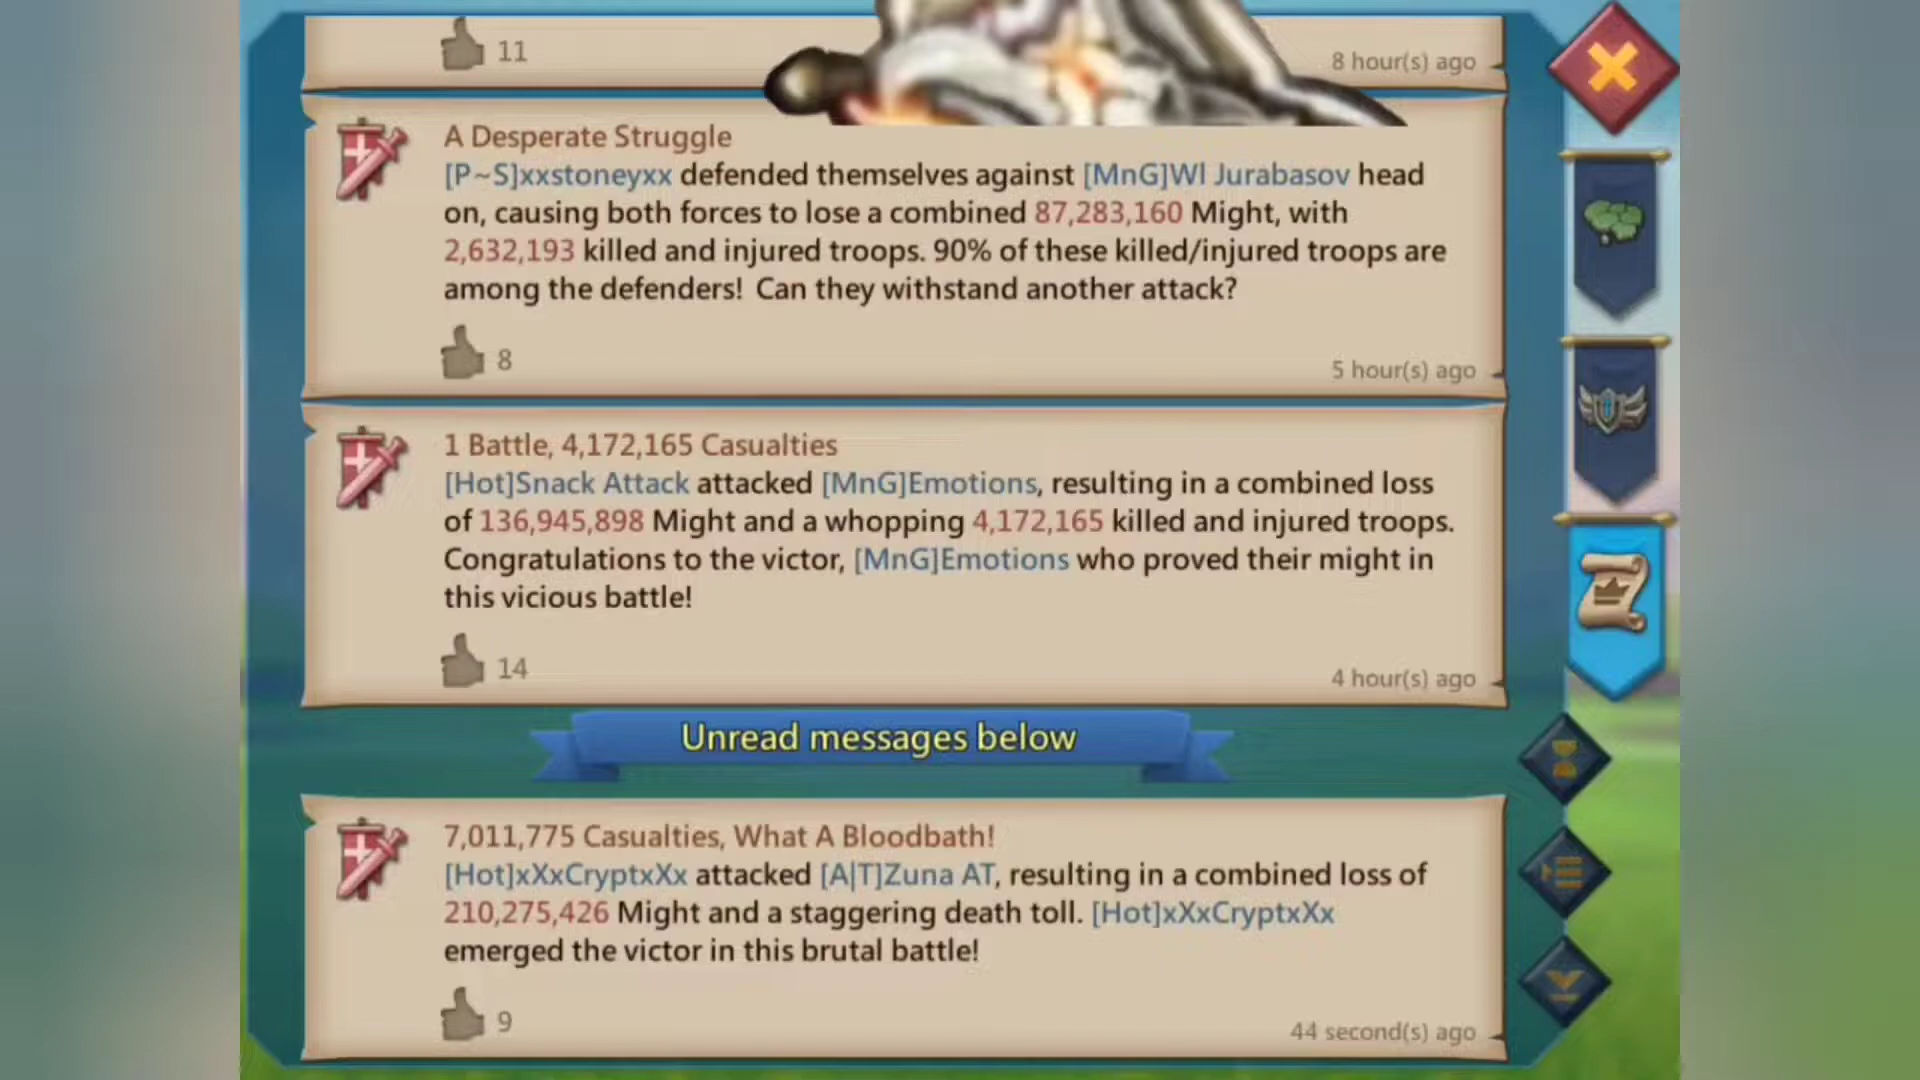 11
8 hour(s) ago
A Desperate Struggle
[P~S]xxstoneyxx defended themselves against [MnG]Wl Jurabasov head
on, causing both forces to lose a combined 87,283,160 Might, with
2,632,193 killed and injured troops. 90% of these killed/injured troops are
among the defenders! Can they withstand another attack?
8
5 hour(s) ago
1 Battle, 4,172,165 Casualties
[Hot]Snack Attack attacked [MnG]Emotions, resulting in a combined loss
of 136,945,898 Might and a whopping 4,172,165 killed and injured troops.
Congratulations to the victor, [MnG]Emotions who proved their might in
this vicious battle!
14
4 hour(s) ago
Unread messages below
7,011,775 Casualties, What A Bloodbath!
[Hot]xXxCryptxXx attacked [A|T]Zuna AT, resulting in a combined loss of
210,275,426 Might and a staggering death toll. [Hot]xXxCryptxXx
emerged the victor in this brutal battle!
9
44 second(s) ago